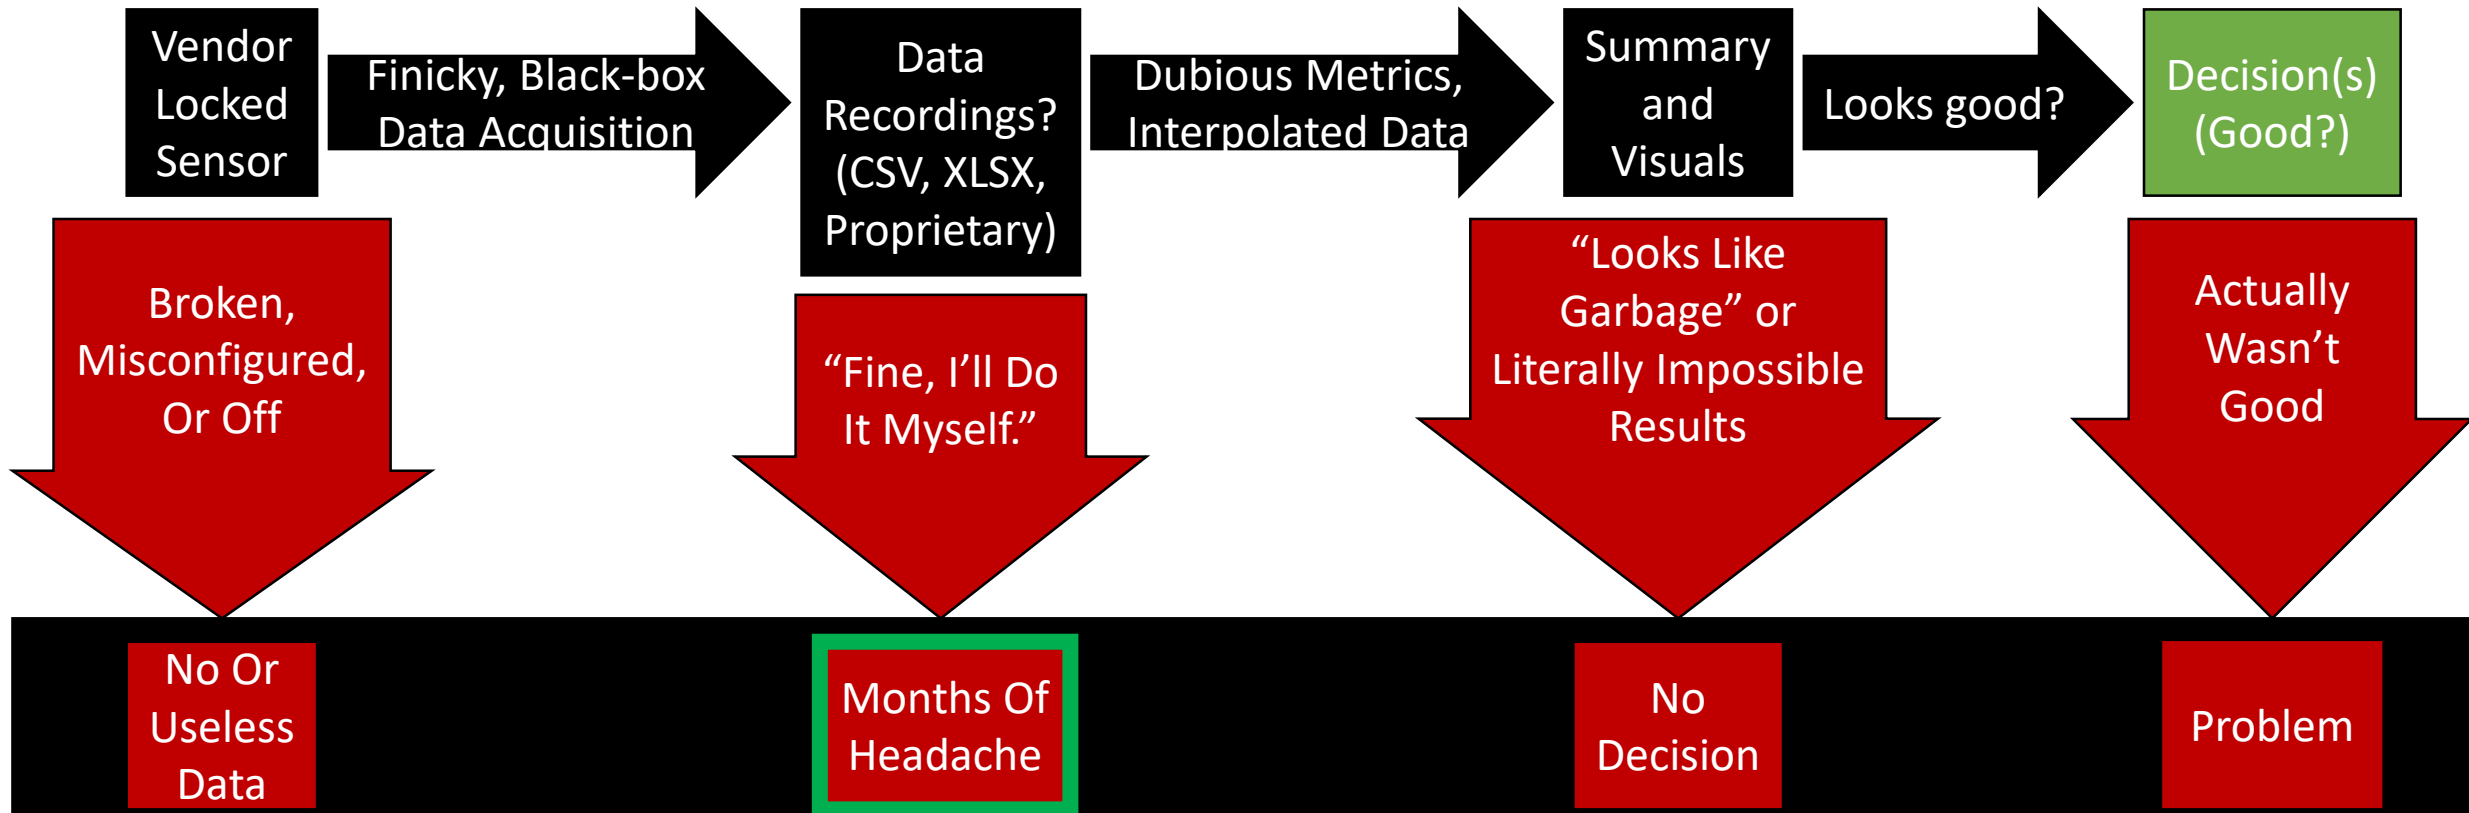 Vendor
Locked
Sensor
Finicky, Black-box
Data Acquisition
Data
Recordings?
(CSV, XLSX,
Proprietary)
Dubious Metrics,
Interpolated Data
Summary
and
Visuals
Looks good?
Decision(s)
(Good?)
Broken,
Misconfigured,
Or Off
“Fine, I’ll Do
It Myself.”
“Looks Like
Garbage” or
Literally Impossible
Results
Actually
Wasn’t
Good
No Or
Useless
Data
Months Of
Headache
No
Decision
Problem